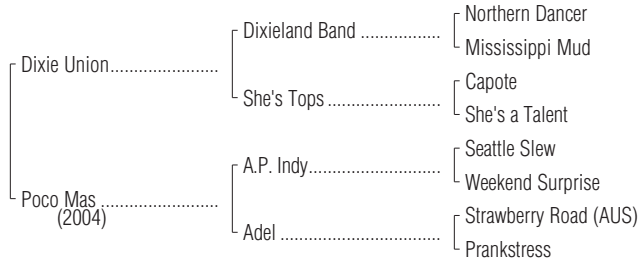 Northern Dancer
Dixieland Band ..................
Mississippi Mud
Dixie Union........................
Capote
She's Tops .........................
She's a Talent
Seattle Slew
A.P. Indy.............................
Weekend Surprise
Poco Mas ..........................
(2004)
Strawberry Road (AUS)
Adel ...................................
Prankstress